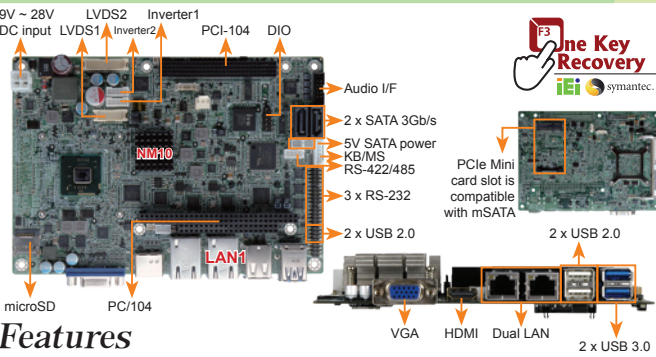 9V ~ 28V
DC input
LVDS2
LVDS1
Inverter1
Inverter2
PCI-104
DIO
Audio I/F
2 x SATA 3Gb/s
5V SATA power
KB/MS
RS-422/485
3 x RS-232
2 x USB 2.0
NM10
LAN1
microSD
PC/104
F3
One Key
Recovery
iEi
symantec.
PCIe Mini
card slot is
compatible
with mSATA
2 x USB 2.0
VGA
HDMI
Dual LAN
2 x USB 3.0
Features